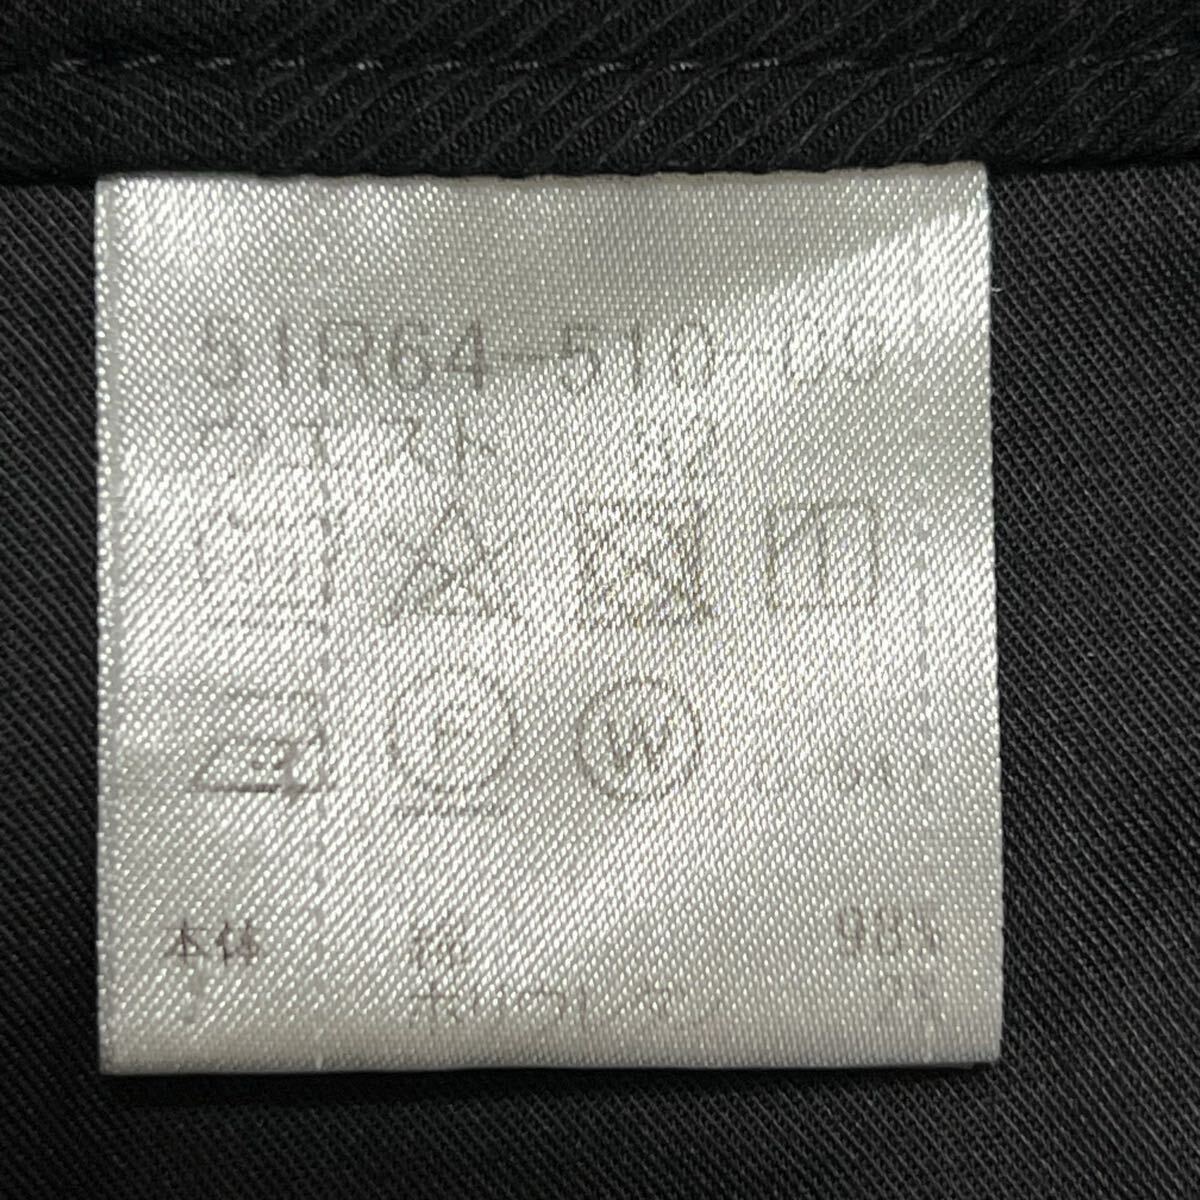 51R64-510-09
ウエスト 82
W
本体 綿 98%
ポリウレタン 2%